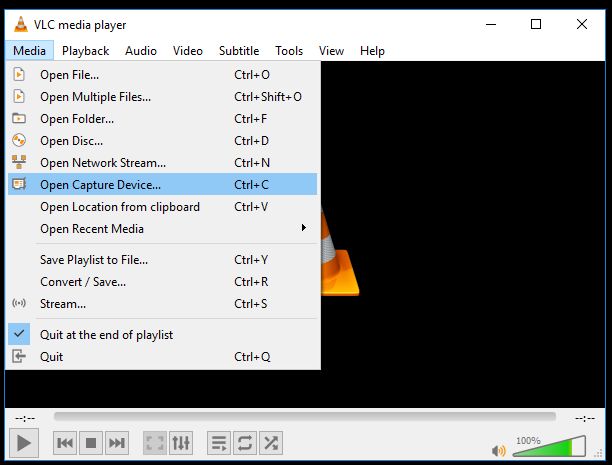 VLC media player
Media Playback Audio Video Subtitle Tools View Help
Open File... Ctrl+O
Open Multiple Files... Ctrl+Shift+O
Open Folder... Ctrl+F
Open Disc... Ctrl+D
Open Network Stream... Ctrl+N
Open Capture Device... Ctrl+C
Open Location from clipboard Ctrl+V
Open Recent Media
Save Playlist to File... Ctrl+Y
Convert / Save... Ctrl+R
Stream... Ctrl+S
Quit at the end of playlist
Quit Ctrl+Q
--:-- --:--
100%